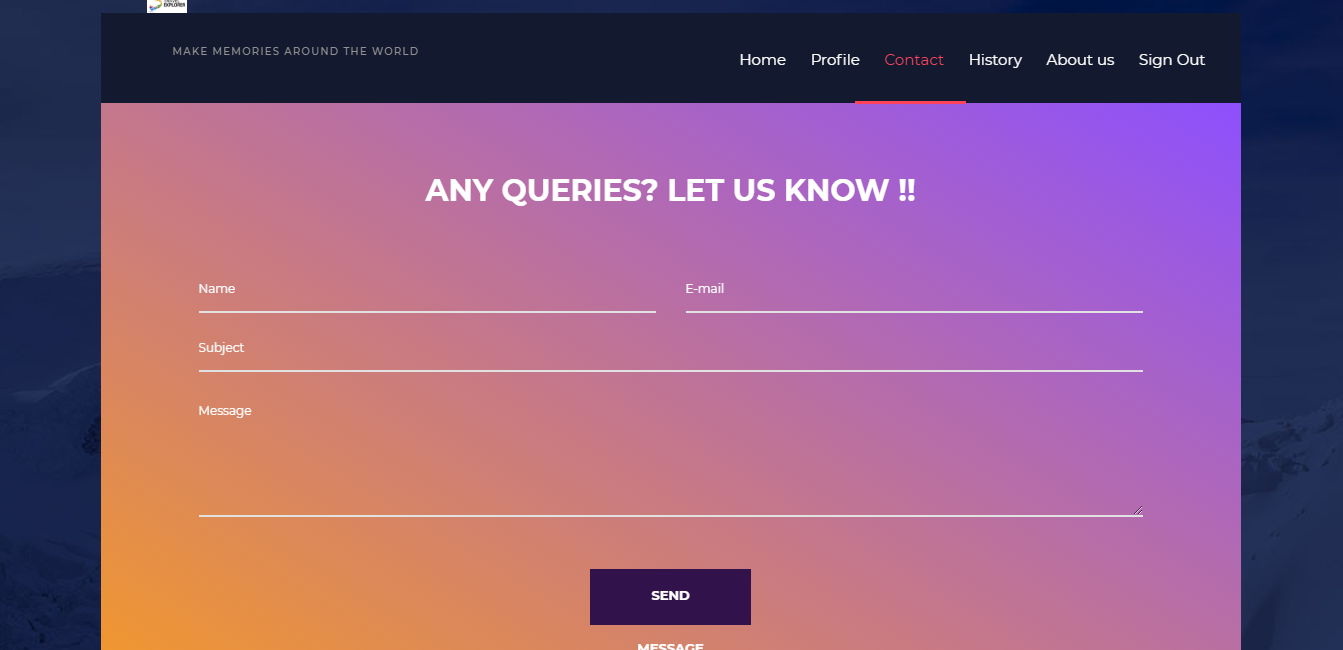 EXPLORER
MAKE MEMORIES AROUND THE WORLD
Home Profile Contact History About us Sign Out
ANY QUERIES? LET US KNOW !!
Name E-mail
Subject
Message
SEND
MESSAGE